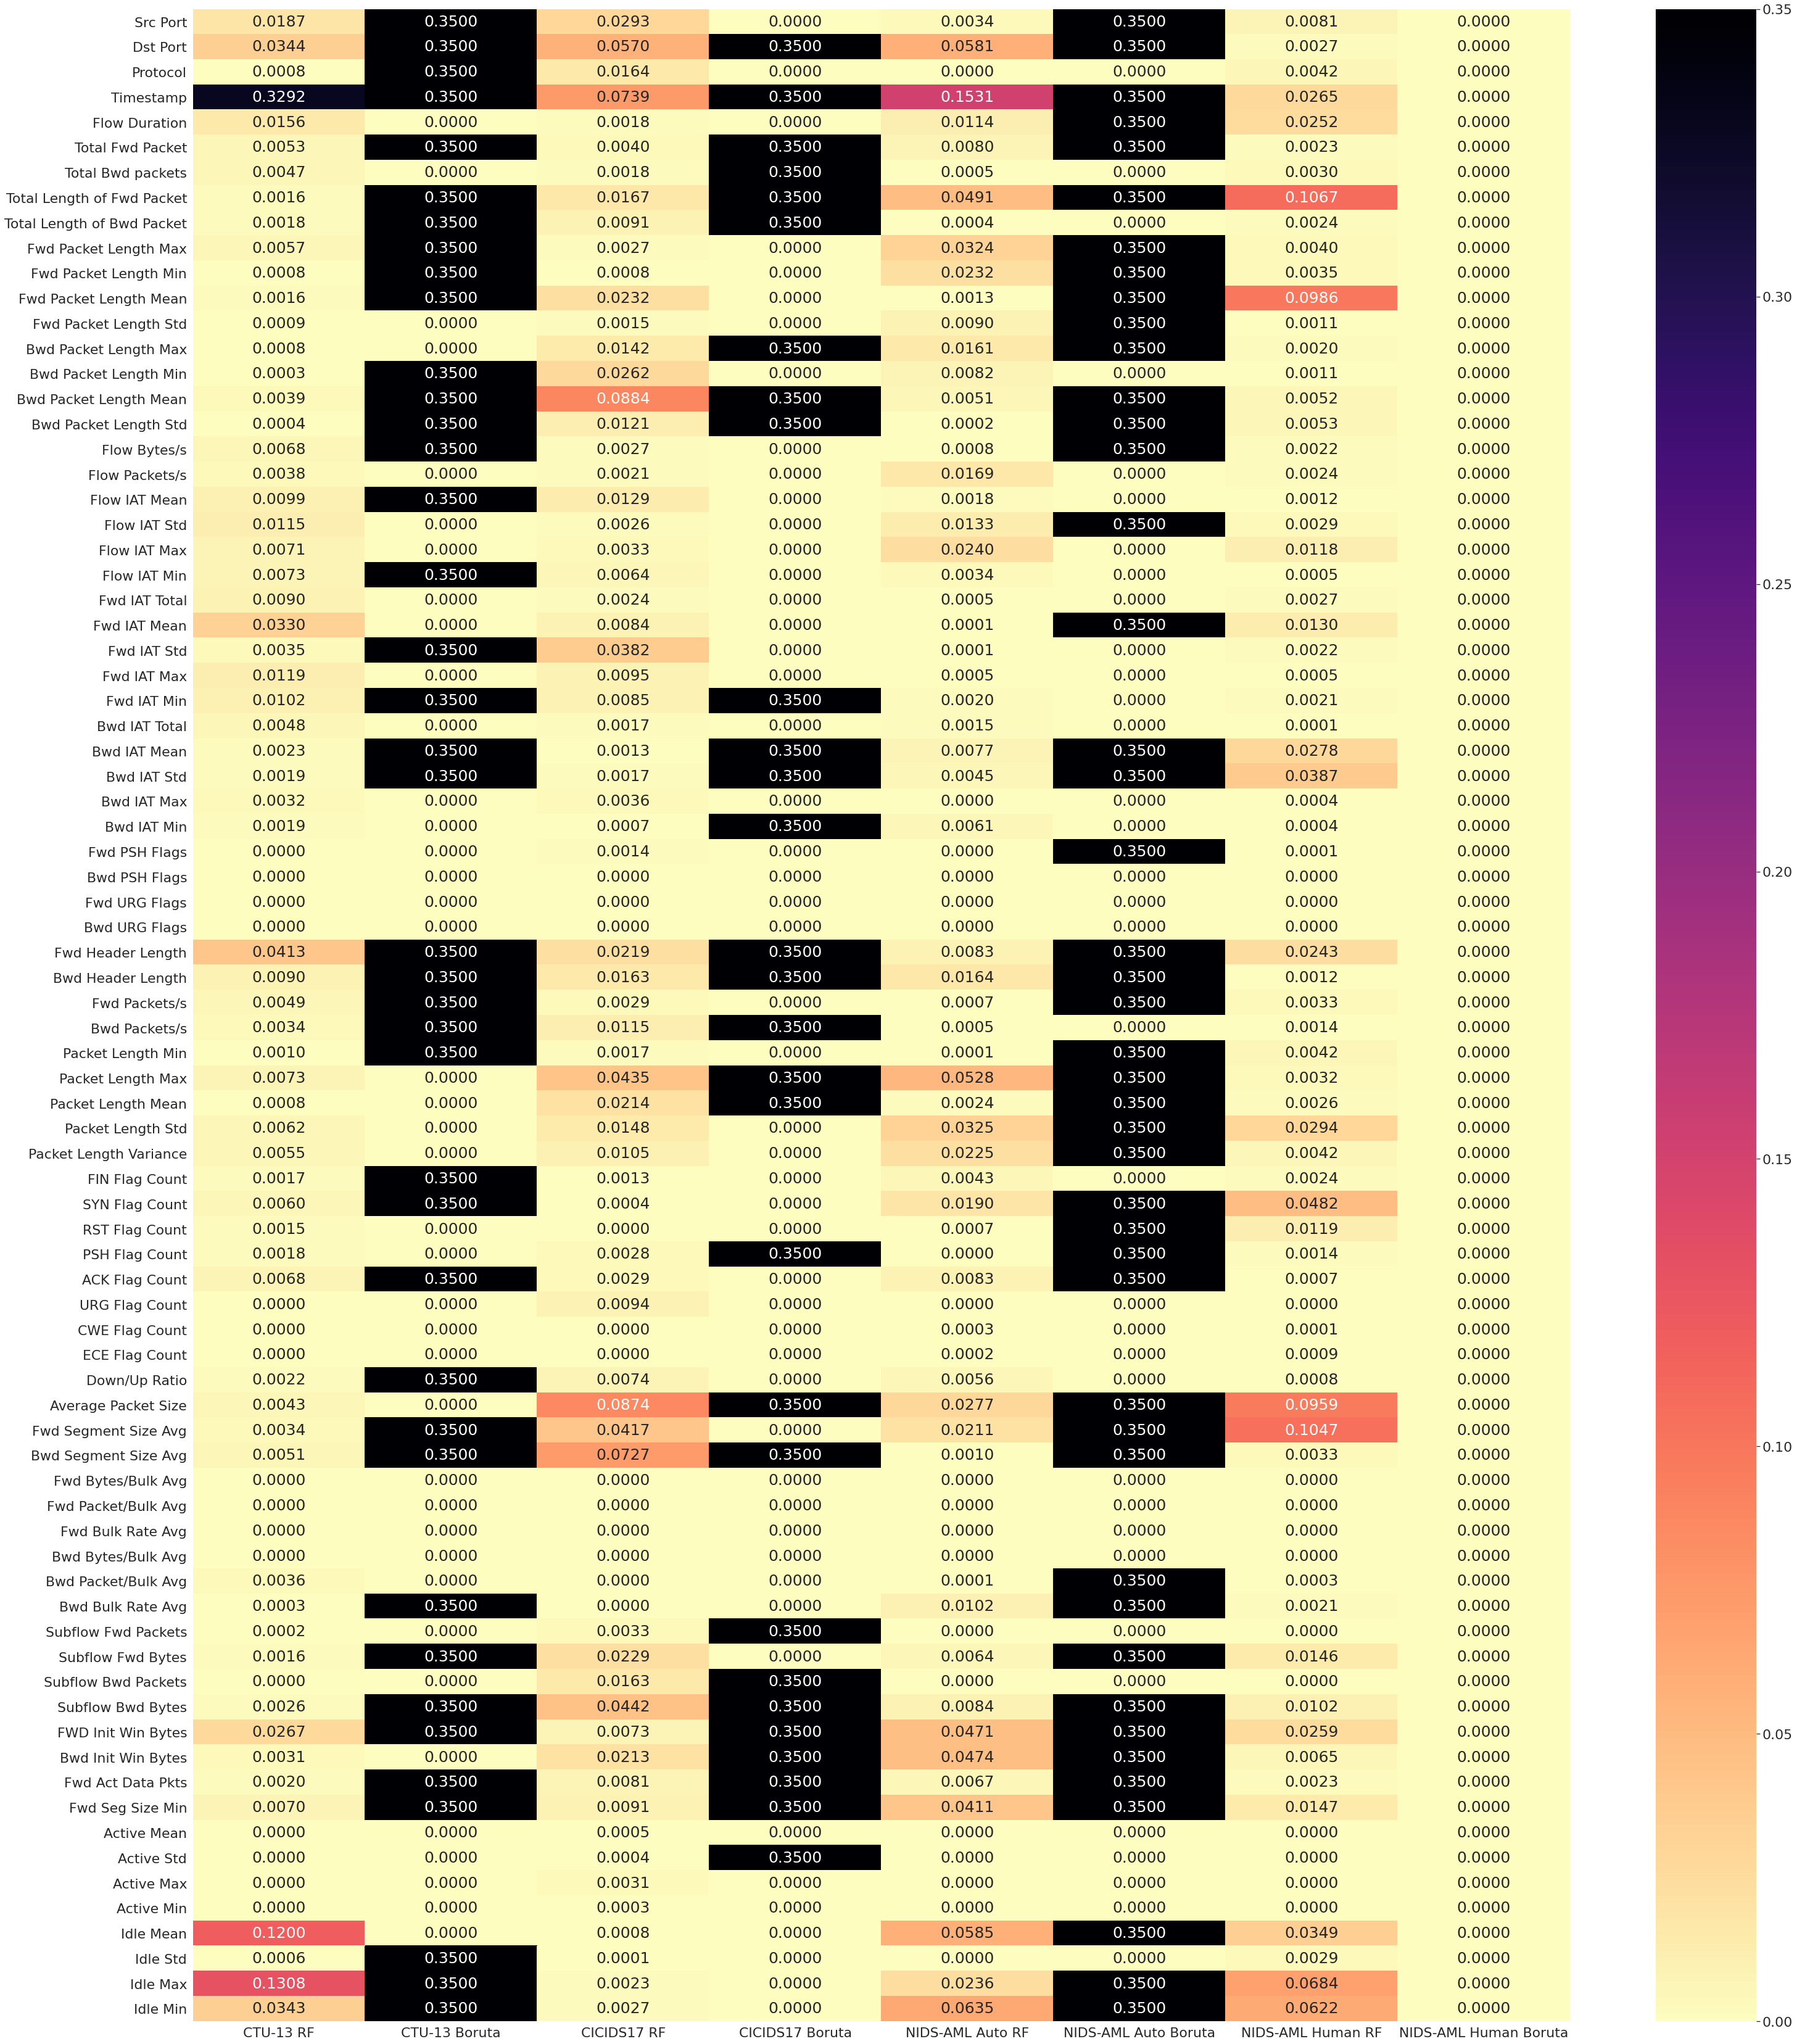 Src Port 0.0187 0.3500 0.0293 0.0000 0.0034 0.3500 0.0081 0.0000 0.35
Dst Port 0.0344 0.3500 0.0570 0.3500 0.0581 0.3500 0.0027 0.0000
Protocol 0.0008 0.3500 0.0164 0.0000 0.0000 0.0000 0.0042 0.0000
Timestamp 0.3292 0.3500 0.0739 0.3500 0.1531 0.3500 0.0265 0.0000
Flow Duration 0.0156 0.0000 0.0018 0.0000 0.0114 0.3500 0.0252 0.0000
Total Fwd Packet 0.0053 0.3500 0.0040 0.3500 0.0080 0.3500 0.0023 0.0000
Total Bwd packets 0.0047 0.0000 0.0018 0.3500 0.0005 0.0000 0.0030 0.0000
Total Length of Fwd Packet 0.0016 0.3500 0.0167 0.3500 0.0491 0.3500 0.1067 0.0000
Total Length of Bwd Packet 0.0018 0.3500 0.0091 0.3500 0.0004 0.0000 0.0024 0.0000
Fwd Packet Length Max 0.0057 0.3500 0.0027 0.0000 0.0324 0.3500 0.0040 0.0000
Fwd Packet Length Min 0.0008 0.3500 0.0008 0.0000 0.0232 0.3500 0.0035 0.0000
Fwd Packet Length Mean 0.0016 0.3500 0.0232 0.0000 0.0013 0.3500 0.0986 0.0000 0.30
Fwd Packet Length Std 0.0009 0.0000 0.0015 0.0000 0.0090 0.3500 0.0011 0.0000
Bwd Packet Length Max 0.0008 0.0000 0.0142 0.3500 0.0161 0.3500 0.0020 0.0000
Bwd Packet Length Min 0.0003 0.3500 0.0262 0.0000 0.0082 0.0000 0.0011 0.0000
Bwd Packet Length Mean 0.0039 0.3500 0.0884 0.3500 0.0051 0.3500 0.0052 0.0000
Bwd Packet Length Std 0.0004 0.3500 0.0121 0.3500 0.0002 0.3500 0.0053 0.0000
Flow Bytes/s 0.0068 0.3500 0.0027 0.0000 0.0008 0.3500 0.0022 0.0000
Flow Packets/s 0.0038 0.0000 0.0021 0.0000 0.0169 0.0000 0.0024 0.0000
Flow IAT Mean 0.0099 0.3500 0.0129 0.0000 0.0018 0.0000 0.0012 0.0000
Flow IAT Std 0.0115 0.0000 0.0026 0.0000 0.0133 0.3500 0.0029 0.0000
Flow IAT Max 0.0071 0.0000 0.0033 0.0000 0.0240 0.0000 0.0118 0.0000
Flow IAT Min 0.0073 0.3500 0.0064 0.0000 0.0034 0.0000 0.0005 0.0000 0.25
Fwd IAT Total 0.0090 0.0000 0.0024 0.0000 0.0005 0.0000 0.0027 0.0000
Fwd IAT Mean 0.0330 0.0000 0.0084 0.0000 0.0001 0.3500 0.0130 0.0000
Fwd IAT Std 0.0035 0.3500 0.0382 0.0000 0.0001 0.0000 0.0022 0.0000
Fwd IAT Max 0.0119 0.0000 0.0095 0.0000 0.0005 0.0000 0.0005 0.0000
Fwd IAT Min 0.0102 0.3500 0.0085 0.3500 0.0020 0.0000 0.0021 0.0000
Bwd IAT Total 0.0048 0.0000 0.0017 0.0000 0.0015 0.0000 0.0001 0.0000
Bwd IAT Mean 0.0023 0.3500 0.0013 0.3500 0.0077 0.3500 0.0278 0.0000
Bwd IAT Std 0.0019 0.3500 0.0017 0.3500 0.0045 0.3500 0.0387 0.0000
Bwd IAT Max 0.0032 0.0000 0.0036 0.0000 0.0000 0.0000 0.0004 0.0000
Bwd IAT Min 0.0019 0.0000 0.0007 0.3500 0.0061 0.0000 0.0004 0.0000
Fwd PSH Flags 0.0000 0.0000 0.0014 0.0000 0.0000 0.3500 0.0001 0.0000
Bwd PSH Flags 0.0000 0.0000 0.0000 0.0000 0.0000 0.0000 0.0000 0.0000 0.20
Fwd URG Flags 0.0000 0.0000 0.0000 0.0000 0.0000 0.0000 0.0000 0.0000
Bwd URG Flags 0.0000 0.0000 0.0000 0.0000 0.0000 0.0000 0.0000 0.0000
Fwd Header Length 0.0413 0.3500 0.0219 0.3500 0.0083 0.3500 0.0243 0.0000
Bwd Header Length 0.0090 0.3500 0.0163 0.3500 0.0164 0.3500 0.0012 0.0000
Fwd Packets/s 0.0049 0.3500 0.0029 0.0000 0.0007 0.3500 0.0033 0.0000
Bwd Packets/s 0.0034 0.3500 0.0115 0.3500 0.0005 0.0000 0.0014 0.0000
Packet Length Min 0.0010 0.3500 0.0017 0.0000 0.0001 0.3500 0.0042 0.0000
Packet Length Max 0.0073 0.0000 0.0435 0.3500 0.0528 0.3500 0.0032 0.0000
Packet Length Mean 0.0008 0.0000 0.0214 0.3500 0.0024 0.3500 0.0026 0.0000
Packet Length Std 0.0062 0.0000 0.0148 0.0000 0.0325 0.3500 0.0294 0.0000
Packet Length Variance 0.0055 0.0000 0.0105 0.0000 0.0225 0.3500 0.0042 0.0000 0.15
FIN Flag Count 0.0017 0.3500 0.0013 0.0000 0.0043 0.0000 0.0024 0.0000
SYN Flag Count 0.0060 0.3500 0.0004 0.0000 0.0190 0.3500 0.0482 0.0000
RST Flag Count 0.0015 0.0000 0.0000 0.0000 0.0007 0.3500 0.0119 0.0000
PSH Flag Count 0.0018 0.0000 0.0028 0.3500 0.0000 0.3500 0.0014 0.0000
ACK Flag Count 0.0068 0.3500 0.0029 0.0000 0.0083 0.3500 0.0007 0.0000
URG Flag Count 0.0000 0.0000 0.0094 0.0000 0.0000 0.0000 0.0000 0.0000
CWE Flag Count 0.0000 0.0000 0.0000 0.0000 0.0003 0.0000 0.0001 0.0000
ECE Flag Count 0.0000 0.0000 0.0000 0.0000 0.0002 0.0000 0.0009 0.0000
Down/Up Ratio 0.0022 0.3500 0.0074 0.0000 0.0056 0.0000 0.0008 0.0000
Average Packet Size 0.0043 0.0000 0.0874 0.3500 0.0277 0.3500 0.0959 0.0000
Fwd Segment Size Avg 0.0034 0.3500 0.0417 0.0000 0.0211 0.3500 0.1047 0.0000
Bwd Segment Size Avg 0.0051 0.3500 0.0727 0.3500 0.0010 0.3500 0.0033 0.0000 0.10
Fwd Bytes/Bulk Avg 0.0000 0.0000 0.0000 0.0000 0.0000 0.0000 0.0000 0.0000
Fwd Packet/Bulk Avg 0.0000 0.0000 0.0000 0.0000 0.0000 0.0000 0.0000 0.0000
Fwd Bulk Rate Avg 0.0000 0.0000 0.0000 0.0000 0.0000 0.0000 0.0000 0.0000
Bwd Bytes/Bulk Avg 0.0000 0.0000 0.0000 0.0000 0.0000 0.0000 0.0000 0.0000
Bwd Packet/Bulk Avg 0.0036 0.0000 0.0000 0.0000 0.0001 0.3500 0.0003 0.0000
Bwd Bulk Rate Avg 0.0003 0.3500 0.0000 0.0000 0.0102 0.3500 0.0021 0.0000
Subflow Fwd Packets 0.0002 0.0000 0.0033 0.3500 0.0000 0.0000 0.0000 0.0000
Subflow Fwd Bytes 0.0016 0.3500 0.0229 0.0000 0.0064 0.3500 0.0146 0.0000
Subflow Bwd Packets 0.0000 0.0000 0.0163 0.3500 0.0000 0.0000 0.0000 0.0000
Subflow Bwd Bytes 0.0026 0.3500 0.0442 0.3500 0.0084 0.3500 0.0102 0.0000
FWD Init Win Bytes 0.0267 0.3500 0.0073 0.3500 0.0471 0.3500 0.0259 0.0000 0.05
Bwd Init Win Bytes 0.0031 0.0000 0.0213 0.3500 0.0474 0.3500 0.0065 0.0000
Fwd Act Data Pkts 0.0020 0.3500 0.0081 0.3500 0.0067 0.3500 0.0023 0.0000
Fwd Seg Size Min 0.0070 0.3500 0.0091 0.3500 0.0411 0.3500 0.0147 0.0000
Active Mean 0.0000 0.0000 0.0005 0.0000 0.0000 0.0000 0.0000 0.0000
Active Std 0.0000 0.0000 0.0004 0.3500 0.0000 0.0000 0.0000 0.0000
Active Max 0.0000 0.0000 0.0031 0.0000 0.0000 0.0000 0.0000 0.0000
Active Min 0.0000 0.0000 0.0003 0.0000 0.0000 0.0000 0.0000 0.0000
Idle Mean 0.1200 0.0000 0.0008 0.0000 0.0585 0.3500 0.0349 0.0000
Idle Std 0.0006 0.3500 0.0001 0.0000 0.0000 0.0000 0.0029 0.0000
Idle Max 0.1308 0.3500 0.0023 0.0000 0.0236 0.3500 0.0684 0.0000
Idle Min 0.0343 0.3500 0.0027 0.0000 0.0635 0.3500 0.0622 0.0000 0.00
CTU-13 RF CTU-13 Boruta CICIDS17 RF CICIDS17 Boruta NIDS-AML Auto RF NIDS-AML Auto Boruta NIDS-AML Human RF NIDS-AML Human Boruta